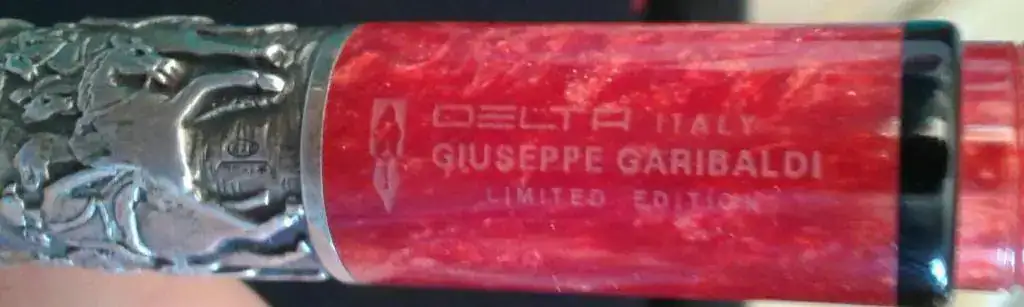 DELTA ITALY
GIUSEPPE GARIBALDI
LIMITED EDITION